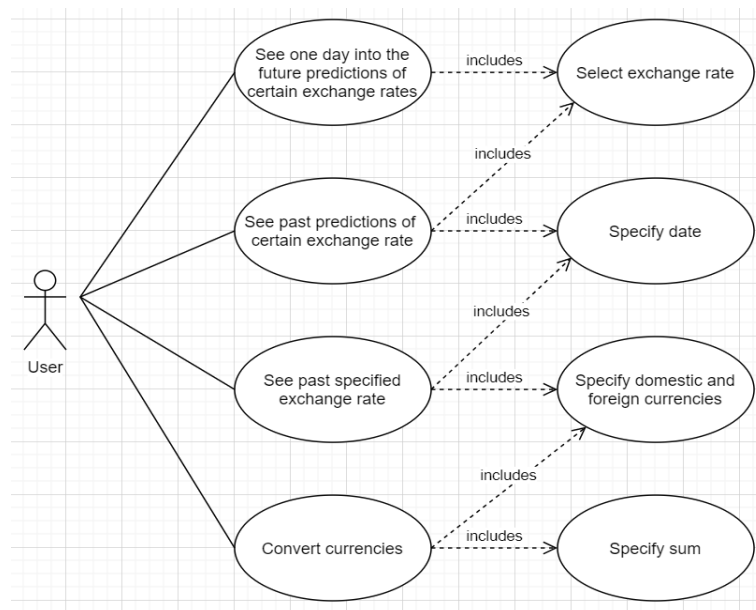 See one day into the
future predictions of
certain exchange rates
includes
Select exchange rate
includes
See past predictions of
certain exchange rate
includes
Specify date
includes
User
See past specified
exchange rate
includes
Specify domestic and
foreign currencies
includes
Convert currencies
includes
Specify sum